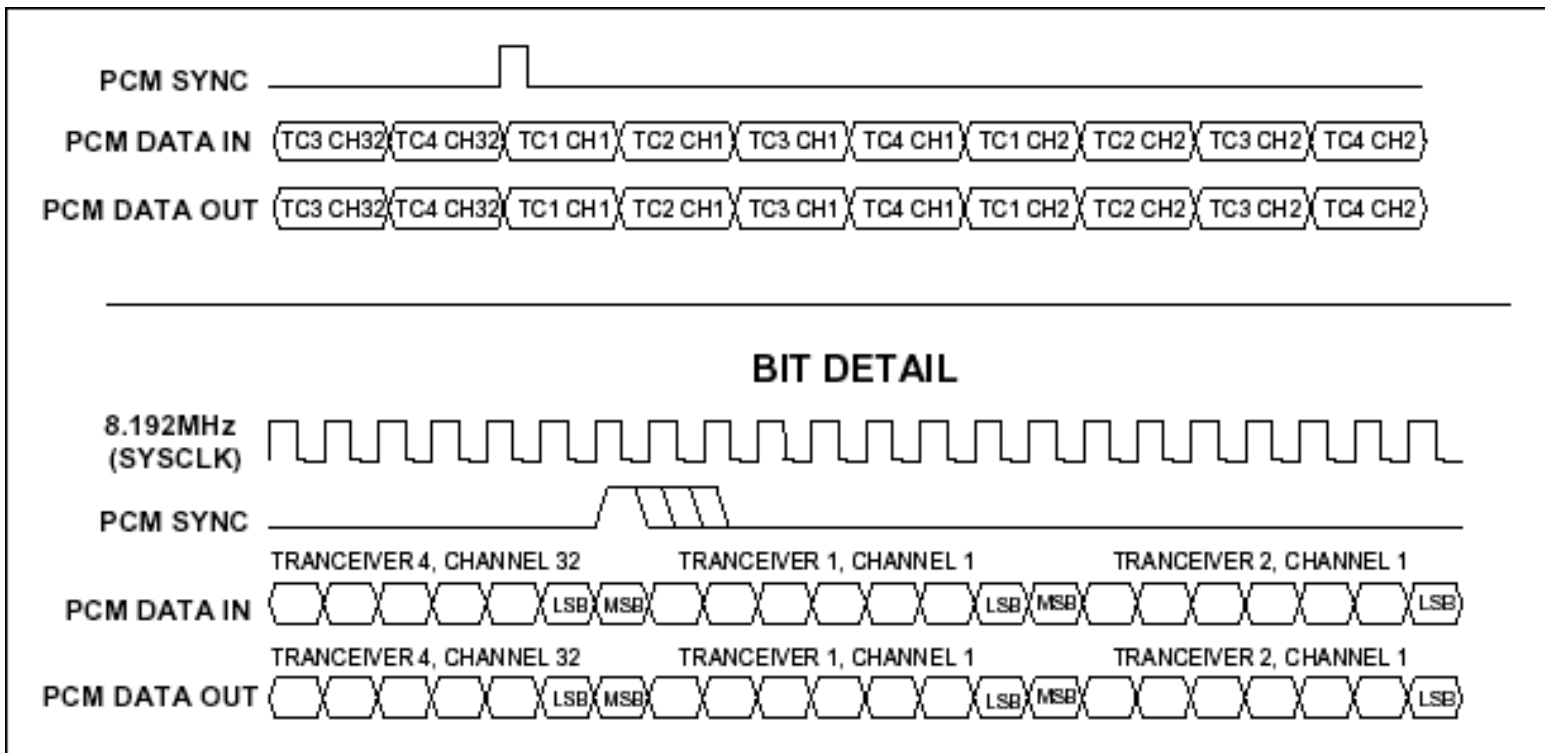 PCM SYNC
PCM DATA IN TC3 CH32 TC4 CH32 TC1 CH1 TC2 CH1 TC3 CH1 TC4 CH1 TC1 CH2 TC2 CH2 TC3 CH2 TC4 CH2
PCM DATA OUT TC3 CH32 TC4 CH32 TC1 CH1 TC2 CH1 TC3 CH1 TC4 CH1 TC1 CH2 TC2 CH2 TC3 CH2 TC4 CH2
BIT DETAIL
8.192MHz
(SYSCLK)
PCM SYNC
TRANCEIVER 4, CHANNEL 32 TRANCEIVER 1, CHANNEL 1 TRANCEIVER 2, CHANNEL 1
PCM DATA IN LSB MSB LSB MSB LSB
TRANCEIVER 4, CHANNEL 32 TRANCEIVER 1, CHANNEL 1 TRANCEIVER 2, CHANNEL 1
PCM DATA OUT LSB MSB LSB MSB LSB